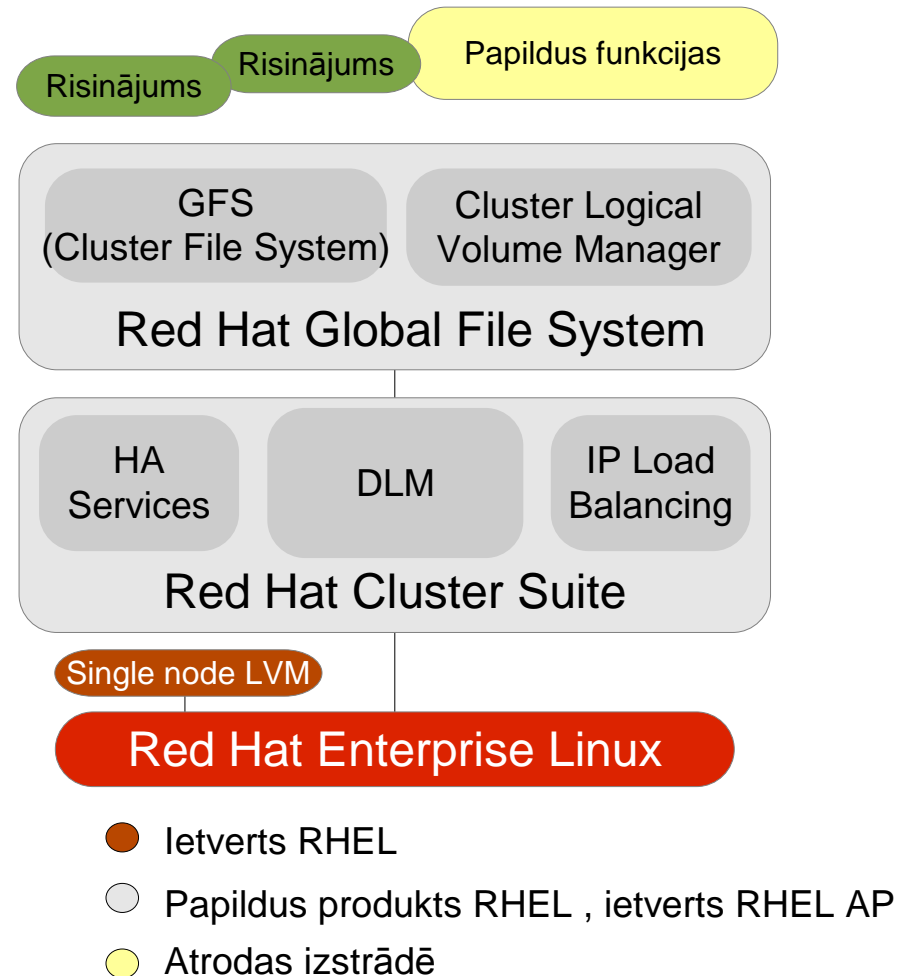 Risinājums
Risinājums
Papildus funkcijas
GFS
(Cluster File System)
Cluster Logical
Volume Manager
Red Hat Global File System
HA
Services
DLM
IP Load
Balancing
Red Hat Cluster Suite
Single node LVM
Red Hat Enterprise Linux
Ietverts RHEL
Papildus produkts RHEL , ietverts RHEL AP
Atrodas izstrādē